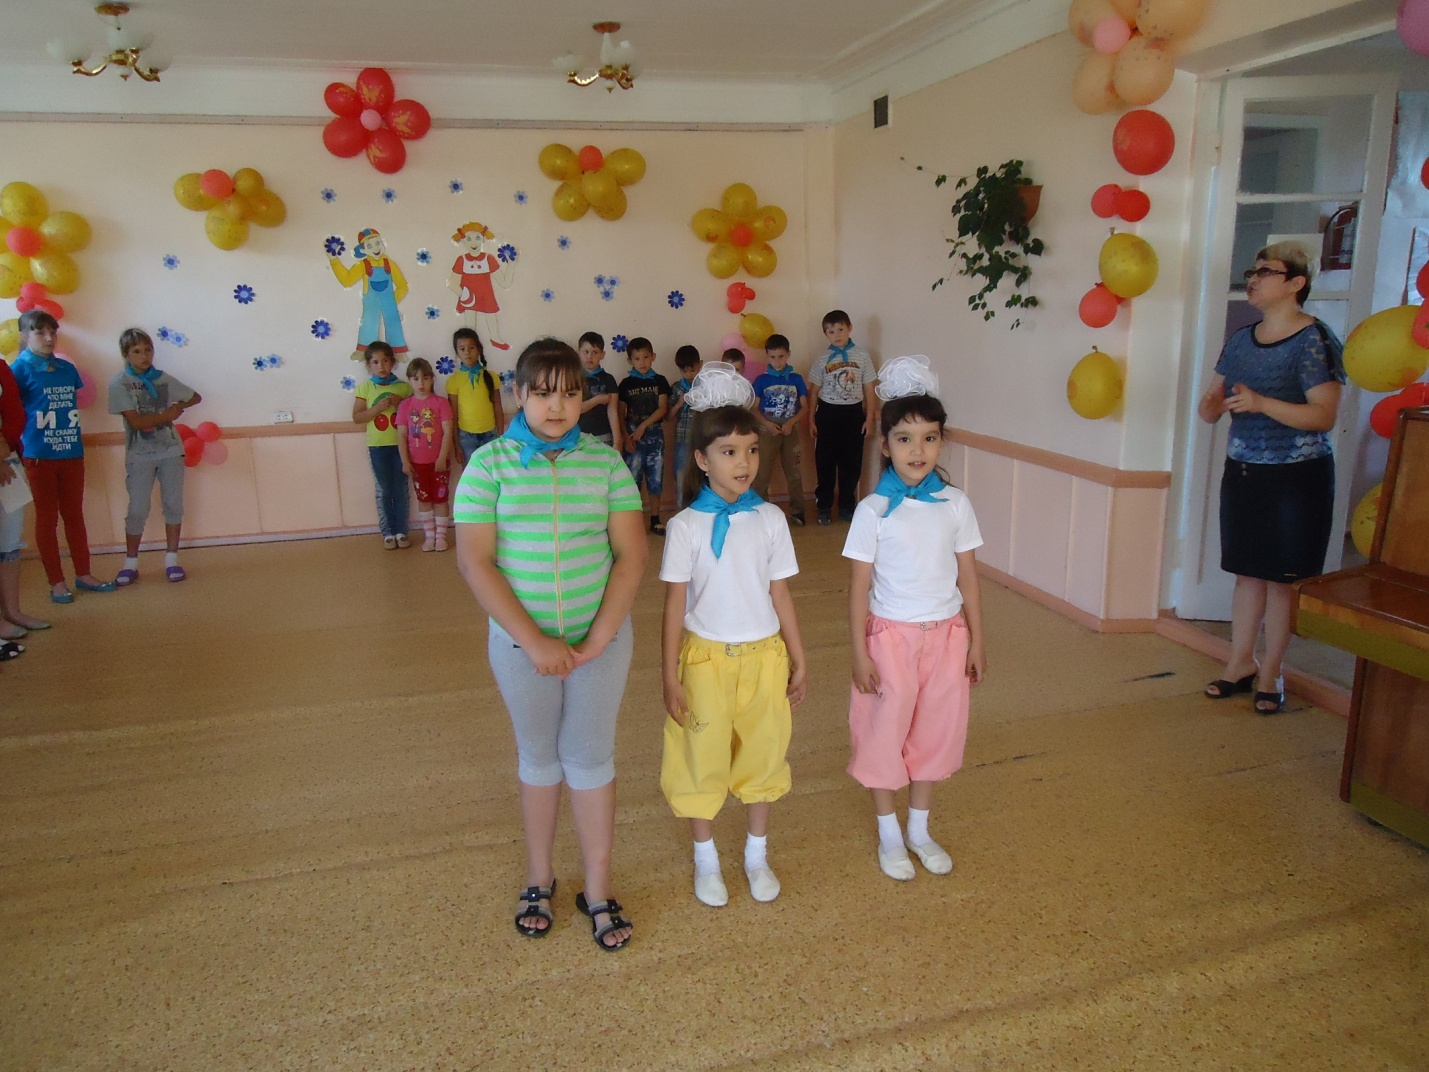 НЕ ГОВОРИ
ЧТО МНЕ
ДЕЛАТЬ
И Я
НЕ СКАЖУ
КУДА ТЕБЕ
ИДТИ